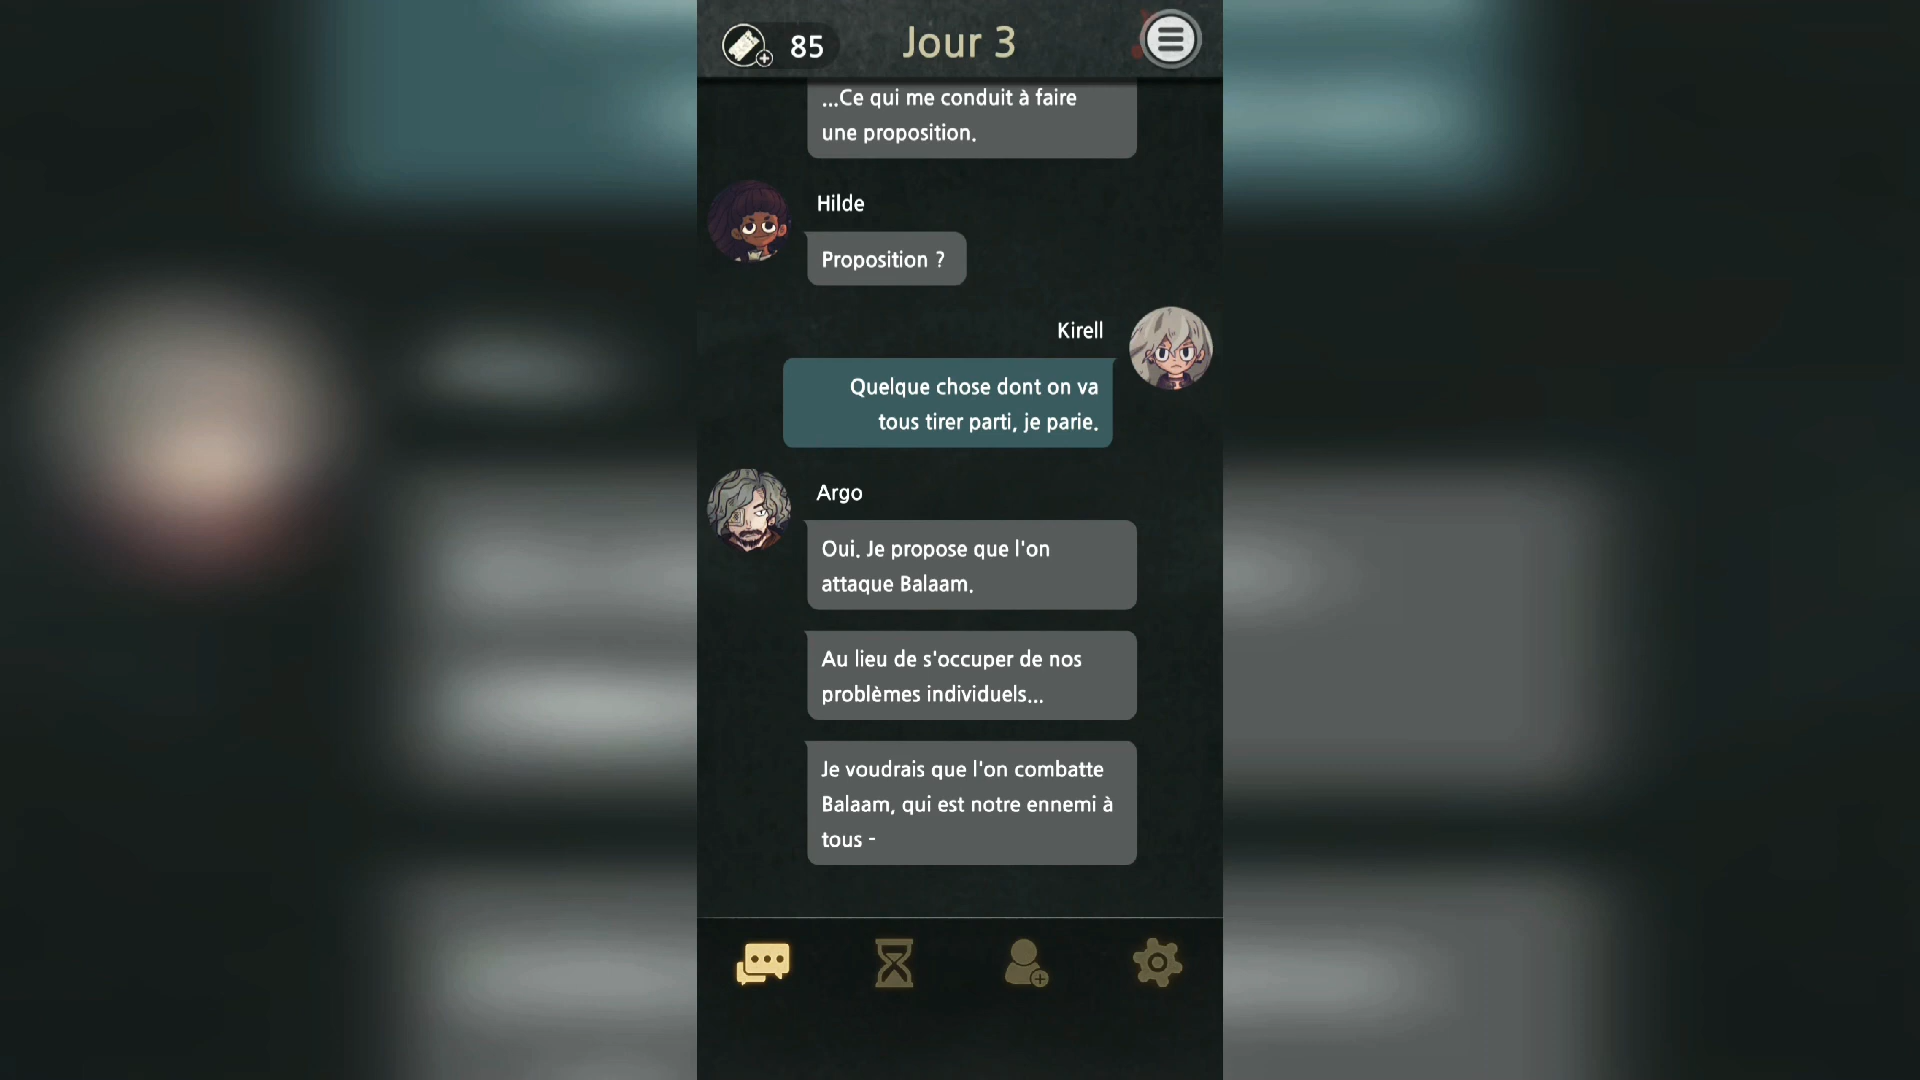 85
Jour 3
...Ce qui me conduit à faire
une proposition.
Hilde
Proposition ?
Kirell
Quelque chose dont on va
tous tirer parti, je parie.
Argo
Oui. Je propose que l'on
attaque Balaam.
Au lieu de s'occuper de nos
problèmes individuels...
Je voudrais que l'on combatte
Balaam, qui est notre ennemi à
tous -